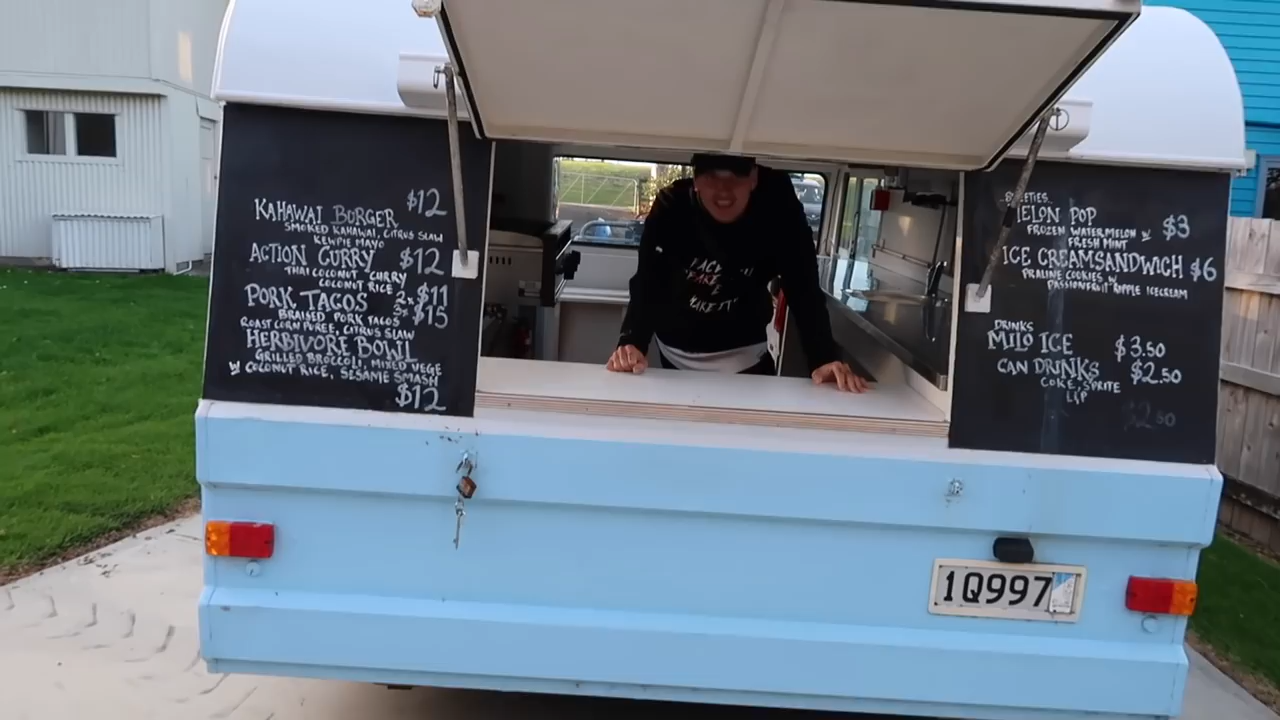 KAHAWAI BURGER $12
SMOKED KAHAWAI, CITRUS SLAW
KEWPIE MAYO
ACTION CURRY $12
THAI COCONUT CURRY
COCONUT RICE
PORK TACOS 2x $11
BRAISED PORK TACOS 3x $15
ROAST CORN PUREE, CITRUS SLAW
HERBIVORE BOWL
GRILLED BROCCOLI, MIXED VEGE
W COCONUT RICE, SESAME SMASH
$12
MELON POP $3
FROZEN WATERMELON W
FRESH MINT
ICE CREAMSANDWICH $6
PRALINE COOKIES W
PASSIONFRUIT RIPPLE ICECREAM
DRINKS
MILO ICE $3.50
CAN DRINKS $2.50
COKE, SPRITE
L&P
$2.50
1Q997